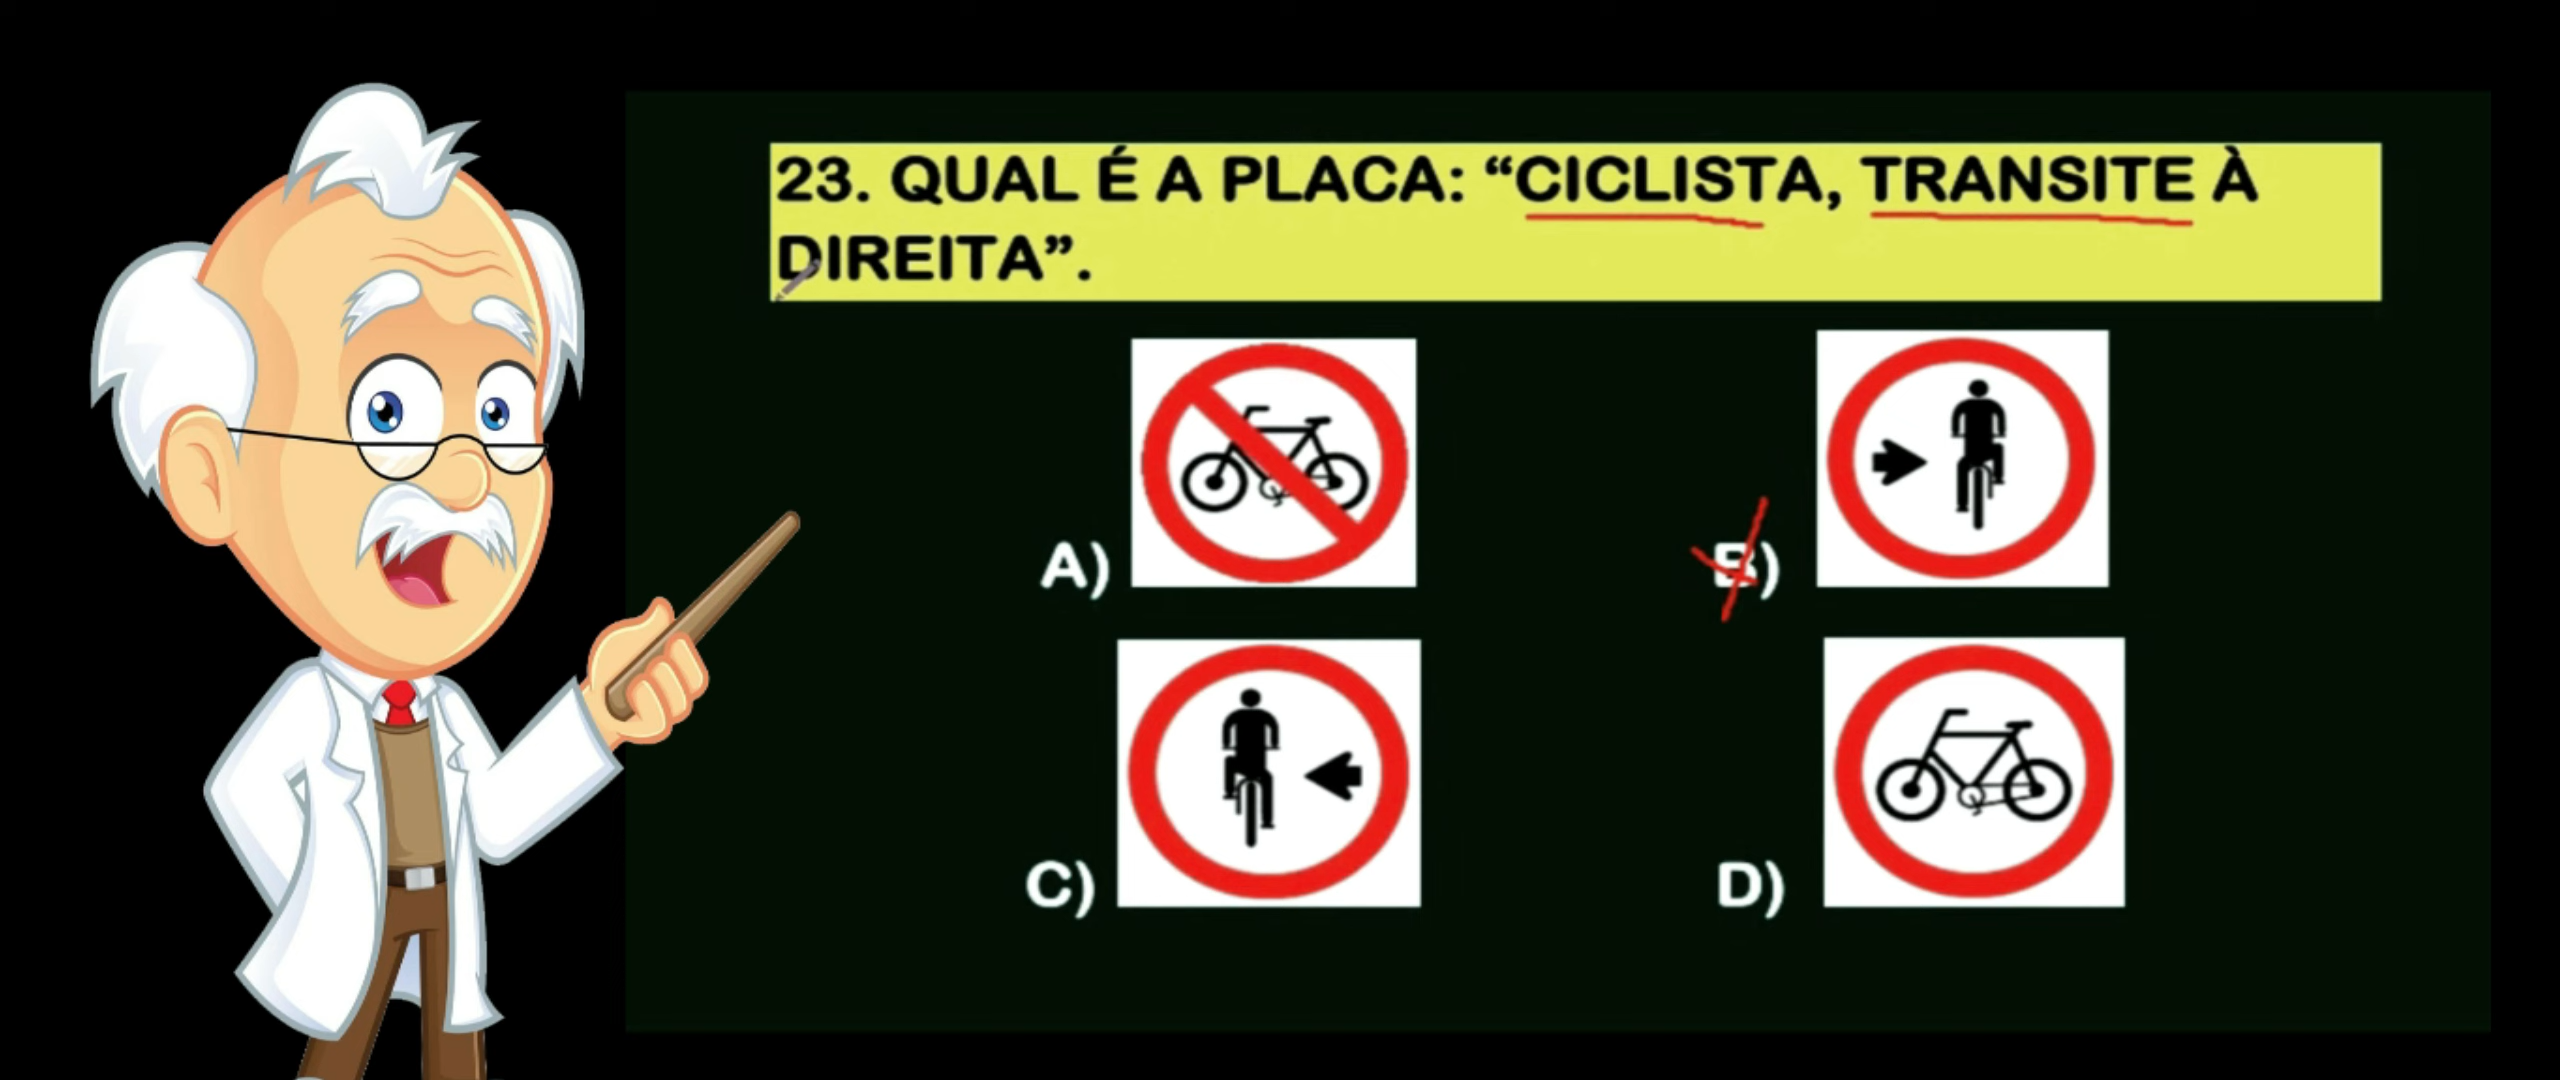 23. QUAL É A PLACA: “CICLISTA, TRANSITE À
DIREITA”.
A)
B)
C)
D)